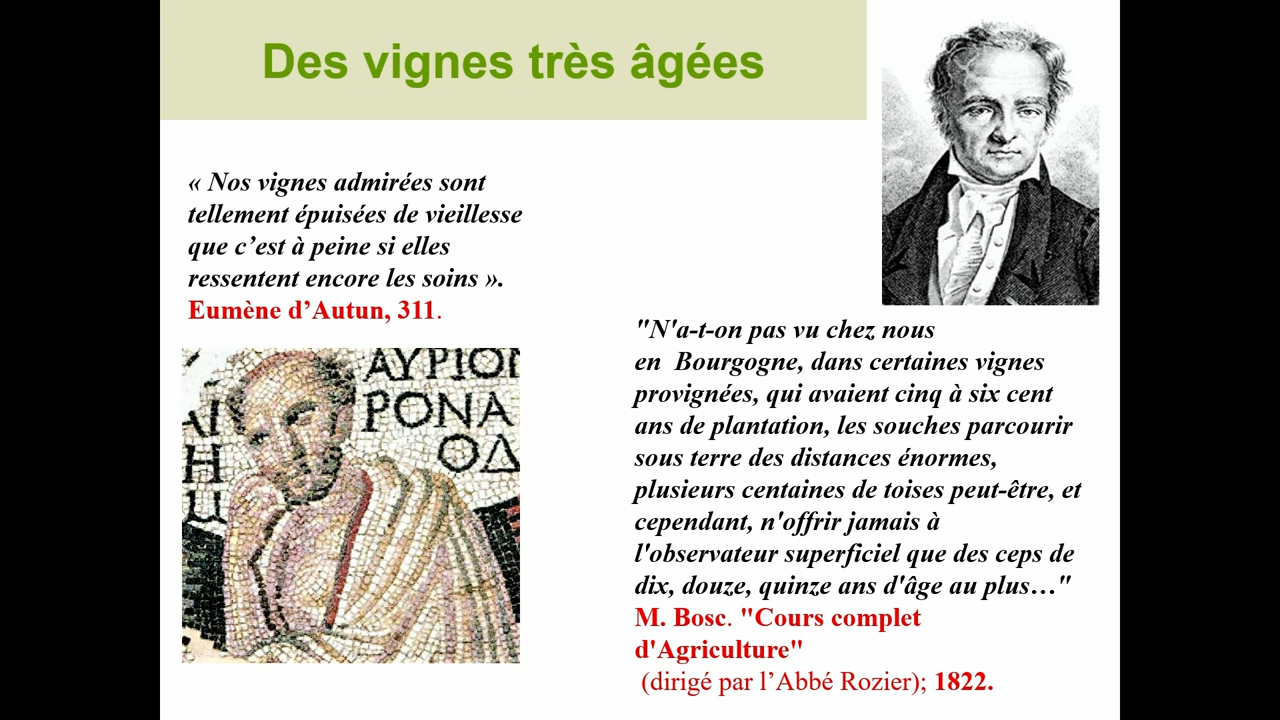 Des vignes très âgées
« Nos vignes admirées sont
tellement épuisées de vieillesse
que c’est à peine si elles
ressentent encore les soins ».
Eumène d’Autun, 311.
ΑΥΡΙΟΝ
ΡΟΝΑ
ΟΔ
"N'a-t-on pas vu chez nous
en  Bourgogne, dans certaines vignes
provignées, qui avaient cinq à six cent
ans de plantation, les souches parcourir
sous terre des distances énormes,
plusieurs centaines de toises peut-être, et
cependant, n'offrir jamais à
l'observateur superficiel que des ceps de
dix, douze, quinze ans d'âge au plus…"
M. Bosc. "Cours complet
d'Agriculture"
(dirigé par l’Abbé Rozier); 1822.